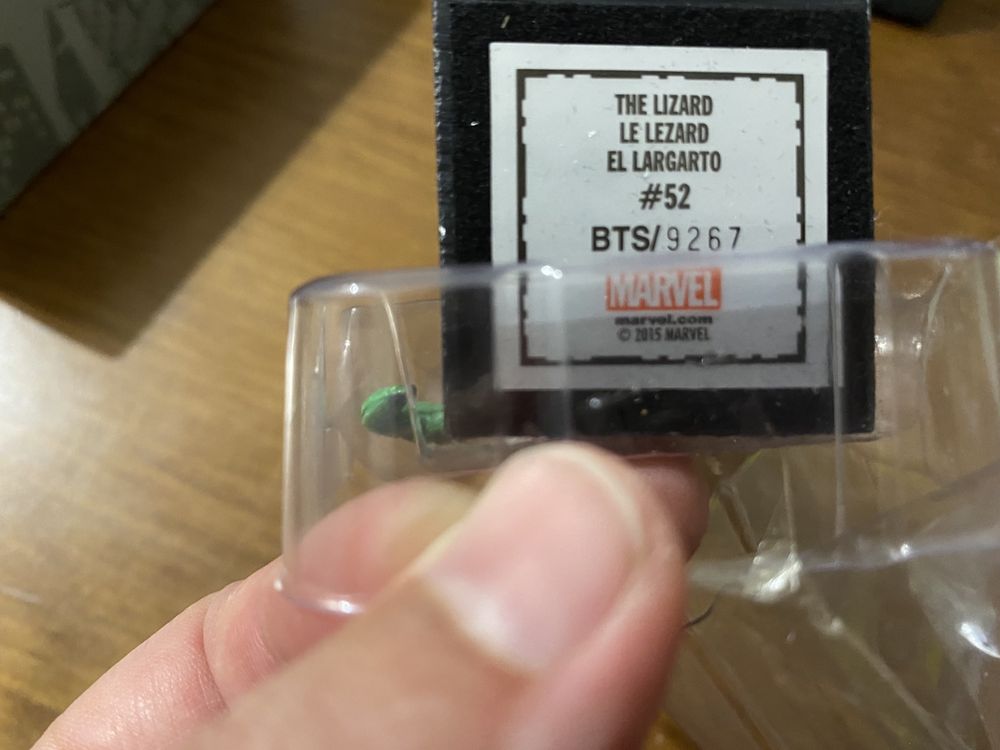 THE LIZARD
LE LEZARD
EL LARGARTO
#52
BTS/9267
MARVEL
marvel.com
© 2015 MARVEL